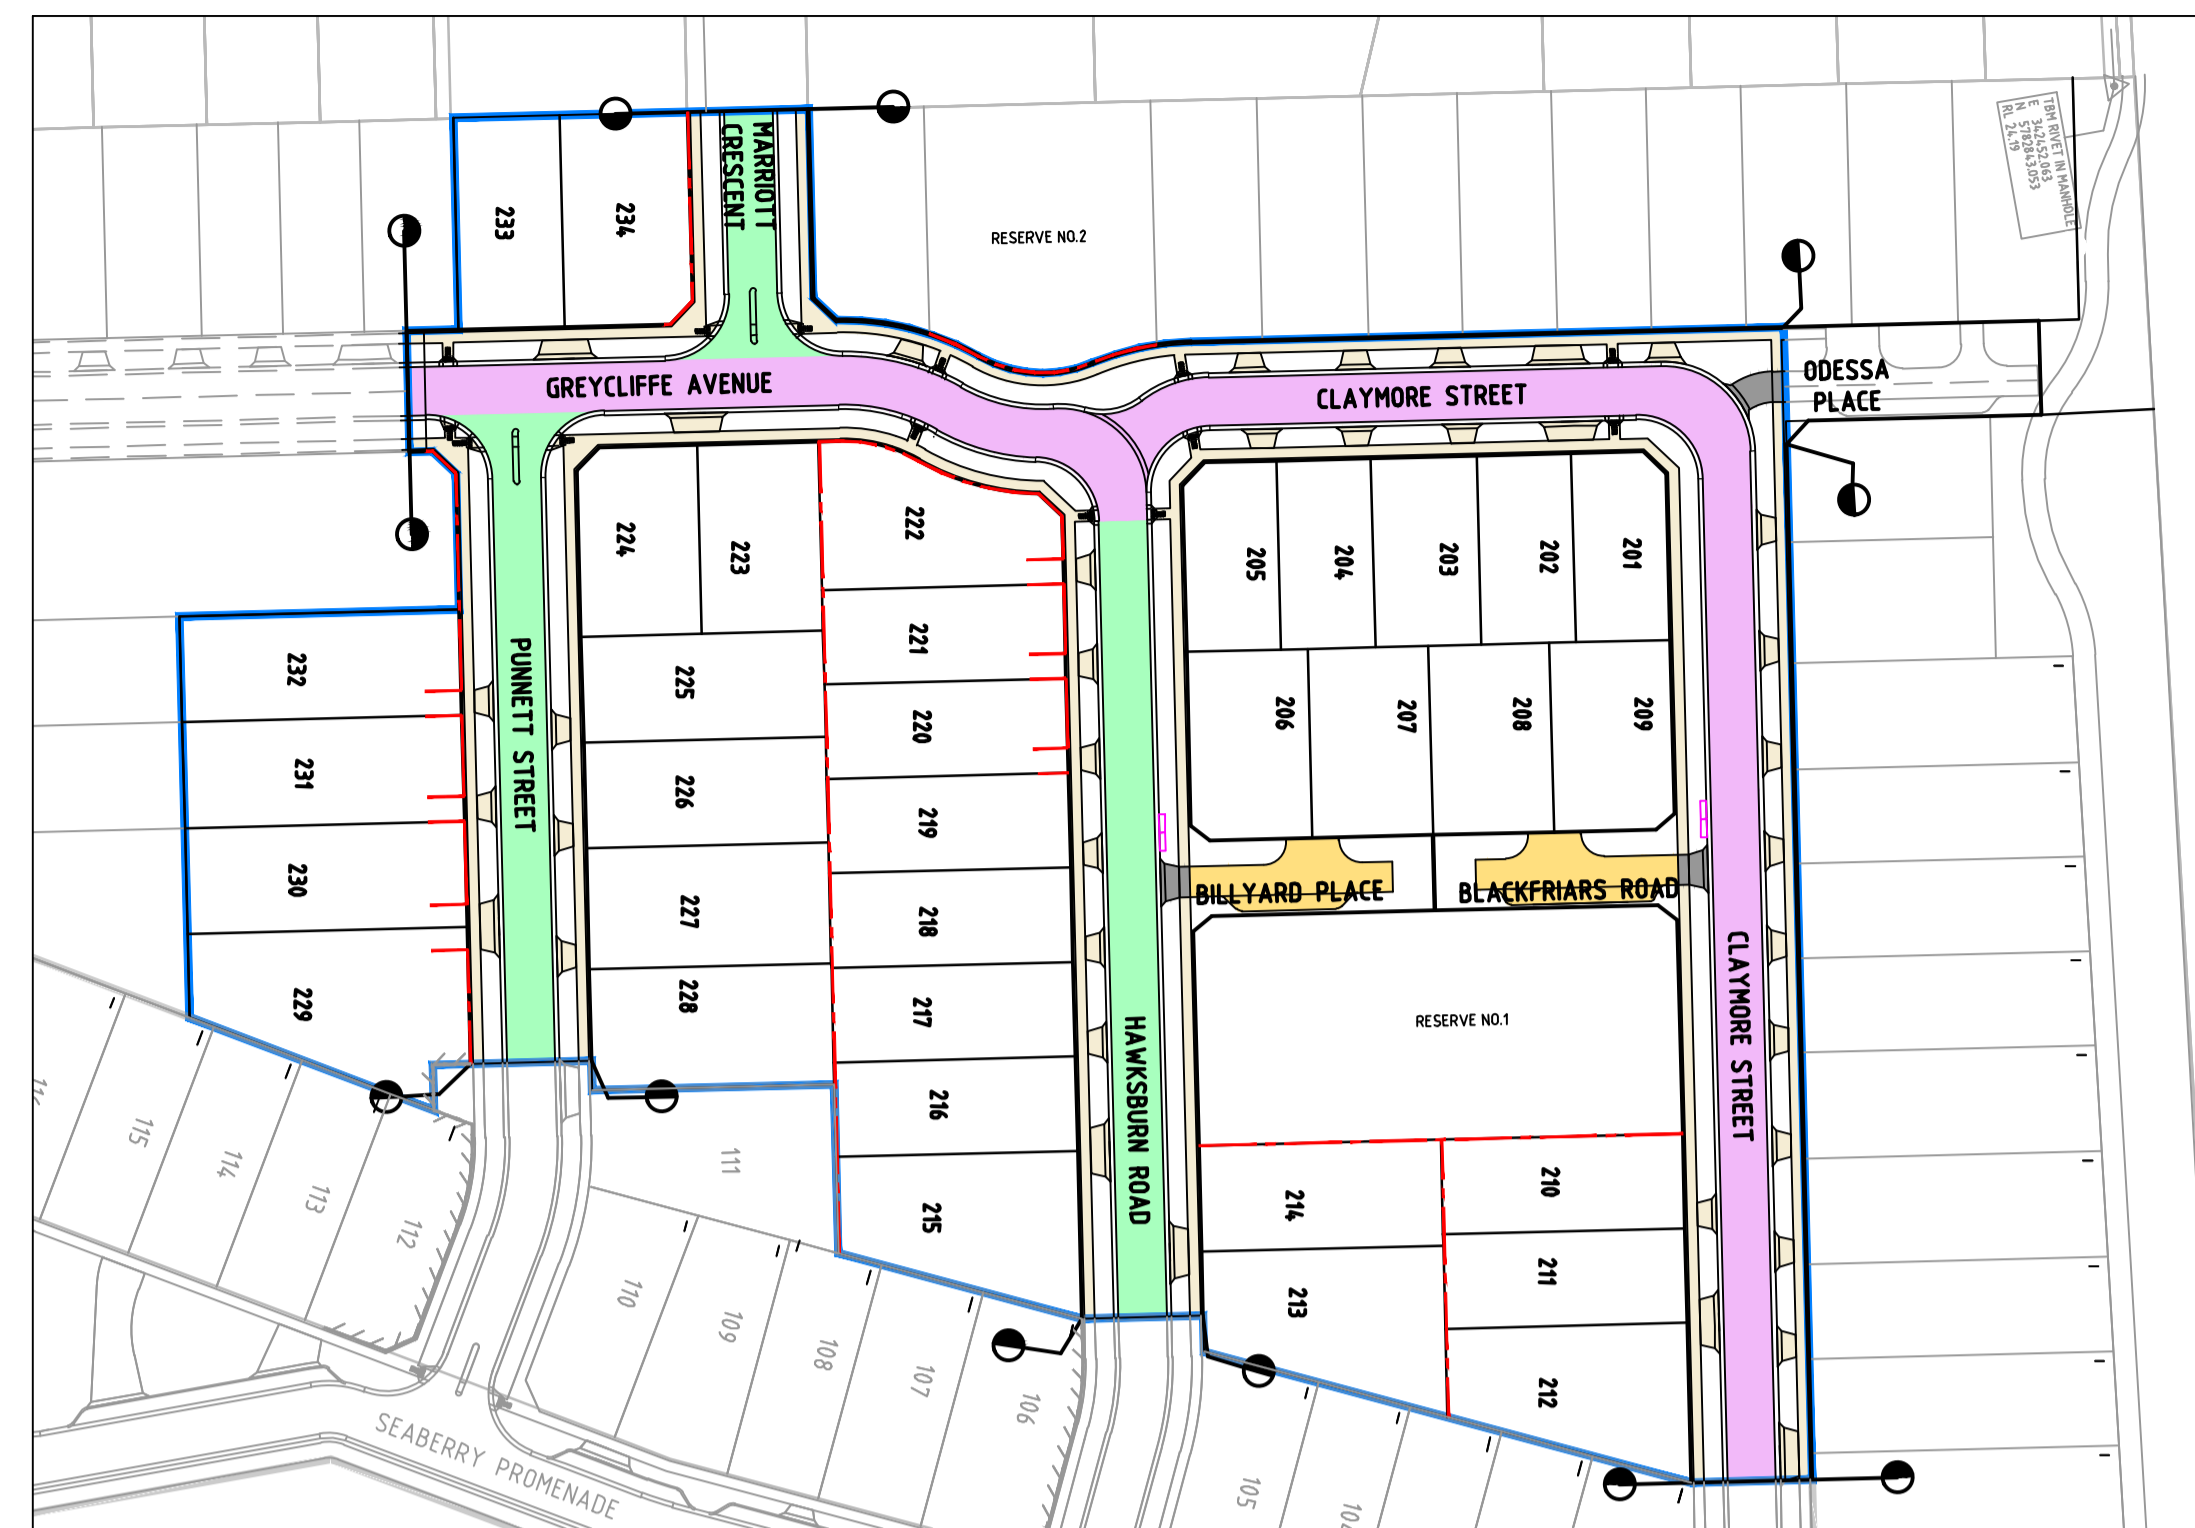 TBM RIVET IN MANHOLE
E 342452.063
N 5782843.053
RL 24.19
MARRIOTT
CRESCENT
233
234
RESERVE NO.2
ODESSA
PLACE
GREYCLIFFE AVENUE
CLAYMORE STREET
222
224
223
205
204
203
202
201
221
232
PUNNETT STREET
225
220
206
207
208
209
231
226
219
230
227
218
BILLYARD PLACE
BLACKFRIARS ROAD
229
228
217
HAWKSBURN ROAD
RESERVE NO.1
CLAYMORE STREET
216
115
114
113
112
111
215
214
210
213
211
212
110
109
108
107
106
105
SEABERRY PROMENADE